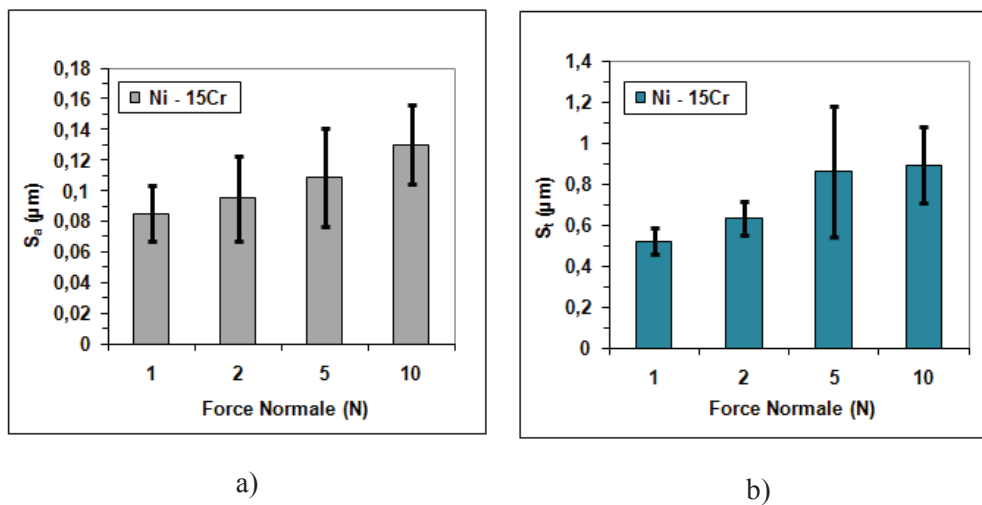 0,18
0,16
0,14
0,12
0,1
0,08
0,06
0,04
0,02
0
Sa (µm)
Ni - 15Cr
1 2 5 10
Force Normale (N)
a)
1,4
1,2
1
0,8
0,6
0,4
0,2
0
St (µm)
Ni - 15Cr
1 2 5 10
Force Normale (N)
b)